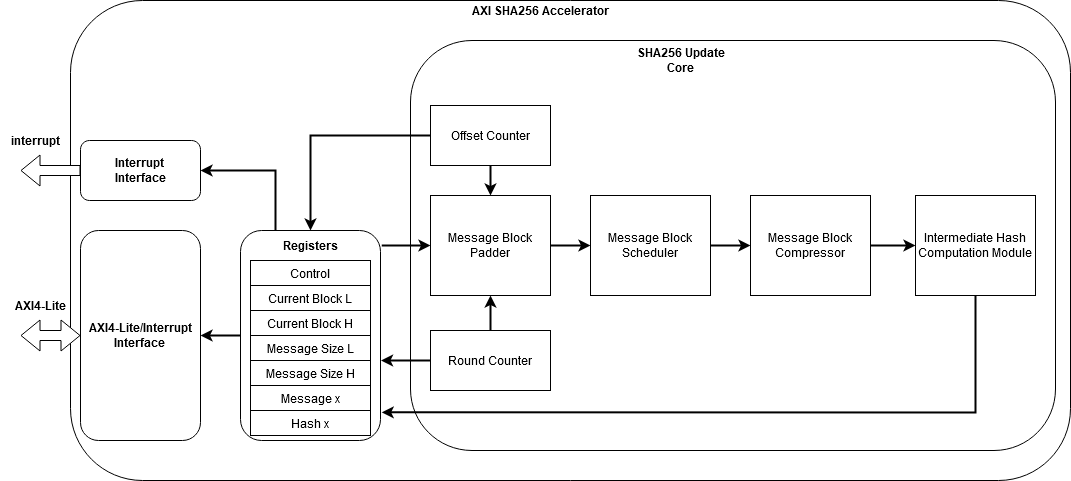 AXI SHA256 Accelerator
SHA256 Update
Core
interrupt
Interrupt
Interface
Offset Counter
Registers
Control
Current Block L
Current Block H
Message Size L
Message Size H
Message x
Hash x
Message Block
Padder
Message Block
Scheduler
Message Block
Compressor
Intermediate Hash
Computation Module
AXI4-Lite
AXI4-Lite/Interrupt
Interface
Round Counter